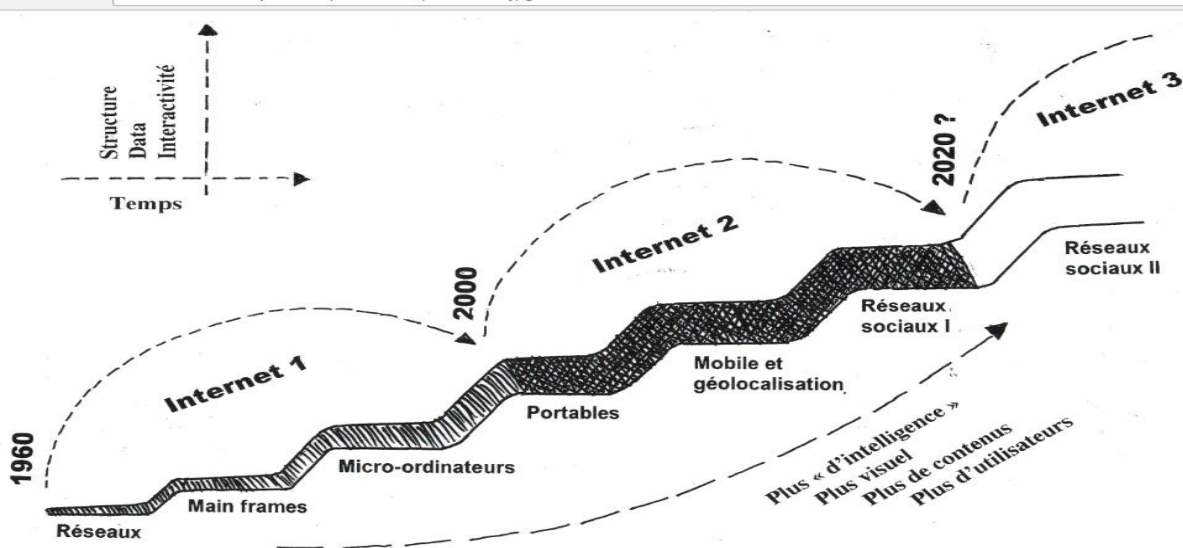 Structure
Data
Interactivité
Temps
1960
Internet 1
2000
Internet 2
2020 ?
Internet 3
Réseaux
Main frames
Micro-ordinateurs
Portables
Mobile et
géolocalisation
Réseaux
sociaux I
Réseaux
sociaux II
Plus « d'intelligence »
Plus visuel
Plus de contenus
Plus d'utilisateurs